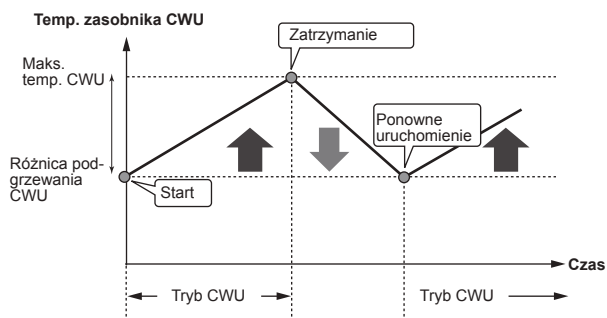 Temp. zasobnika CWU
Zatrzymanie
Maks.
temp. CWU
Ponowne
uruchomienie
Różnica pod-
grzewania
CWU
Start
Czas
Tryb CWU
Tryb CWU